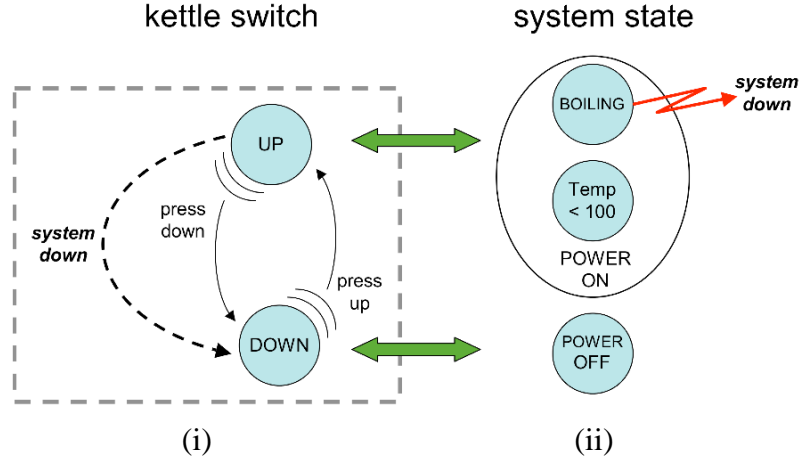 kettle switch
UP
press
down
system
down
press
up
DOWN
(i)
system state
BOILING
system
down
Temp
< 100
POWER
ON
POWER
OFF
(ii)